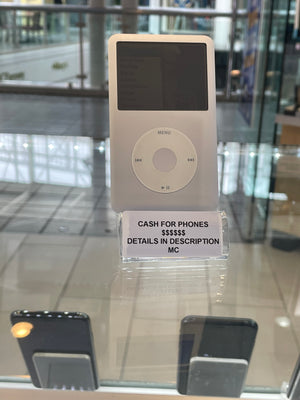 MENU
CASH FOR PHONES
$$$$$$
DETAILS IN DESCRIPTION
MC